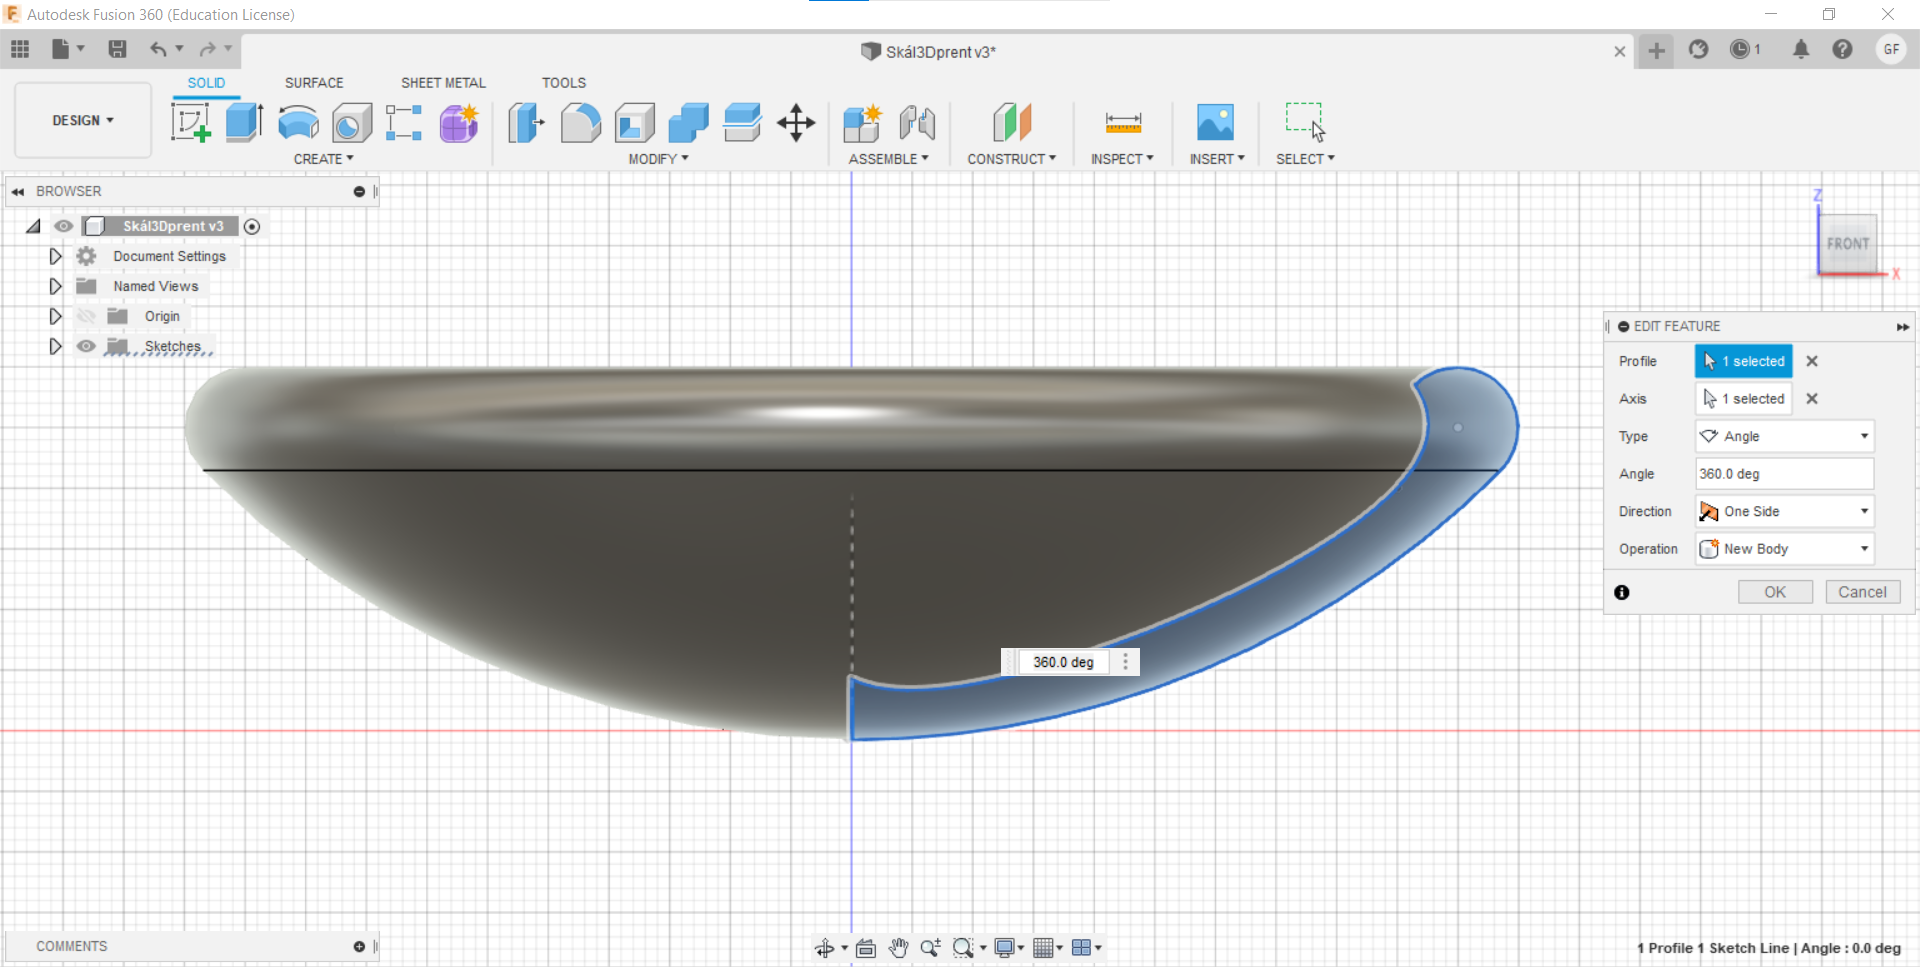 Autodesk Fusion 360 (Education License)
Skál3Dprent v3*
1
GF
DESIGN
SOLID
SURFACE
SHEET METAL
TOOLS
CREATE
MODIFY
ASSEMBLE
CONSTRUCT
INSPECT
INSERT
SELECT
BROWSER
Skál3Dprent v3
Document Settings
Named Views
Origin
Sketches
Z
FRONT
X
EDIT FEATURE
Profile 1 selected
Axis 1 selected
Type Angle
Angle 360.0 deg
Direction One Side
Operation New Body
OK Cancel
360.0 deg
COMMENTS
1 Profile 1 Sketch Line | Angle : 0.0 deg